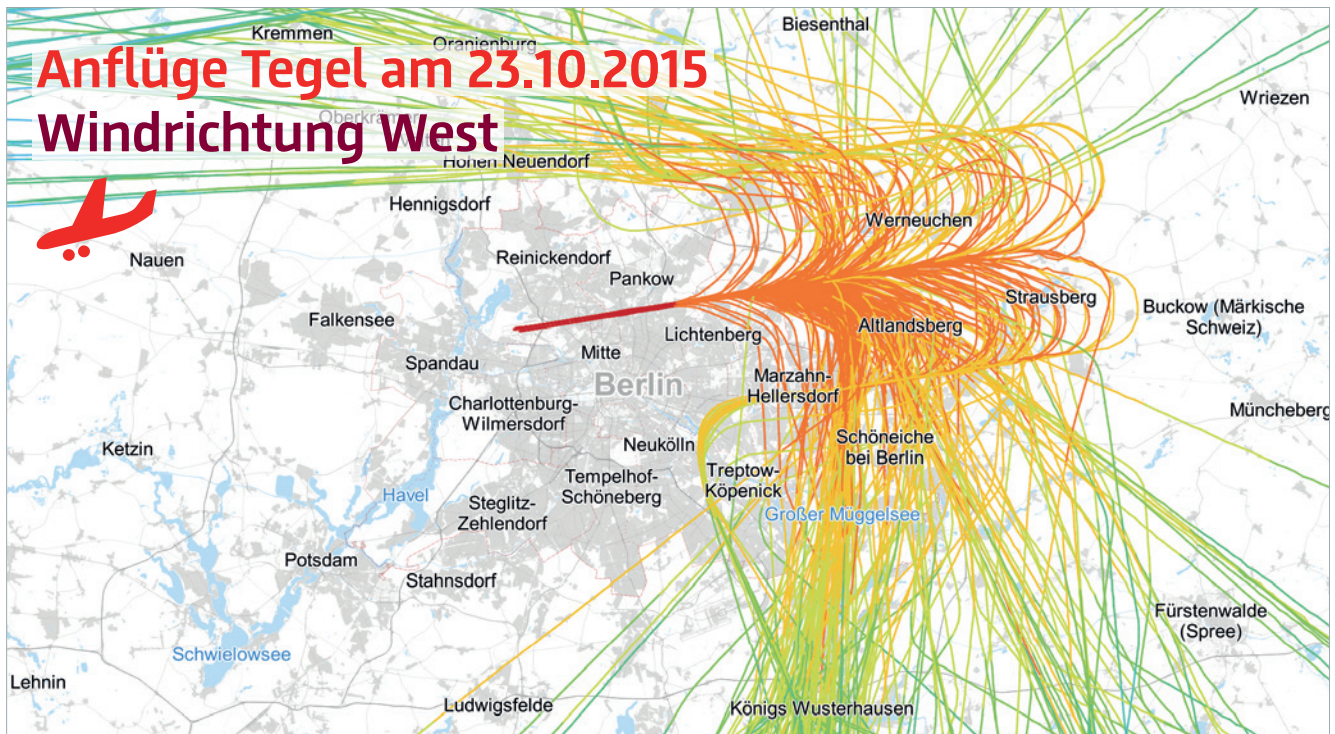 Kremmen
Oranienburg
Biesenthal
Anflüge Tegel am 23.10.2015
Wriezen
Oberkrämer
Windrichtung West
Hohen Neuendorf
Hennigsdorf
Werneuchen
Nauen
Reinickendorf
Pankow
Strausberg
Buckow (Märkische
Schweiz)
Falkensee
Lichtenberg
Altlandsberg
Spandau
Mitte
Berlin
Marzahn-
Hellersdorf
Charlottenburg-
Wilmersdorf
Müncheberg
Ketzin
Neukölln
Schöneiche
bei Berlin
Tempelhof-
Schöneberg
Treptow-
Köpenick
Havel
Steglitz-
Zehlendorf
Großer Müggelsee
Potsdam
Stahnsdorf
Fürstenwalde
(Spree)
Schwielowsee
Lehnin
Ludwigsfelde
Königs Wusterhausen